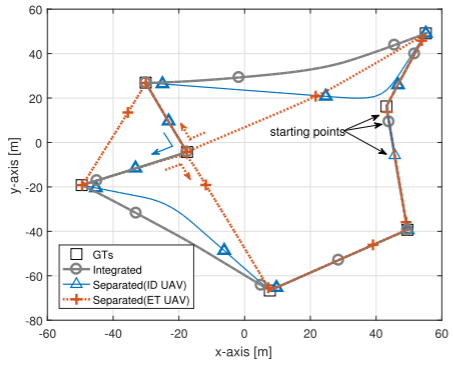 60
40
20
0
-20
-40
-60
-80
y-axis [m]
starting points
GTs
Integrated
Separated(ID UAV)
Separated(ET UAV)
-60 -40 -20 0 20 40 60
x-axis [m]